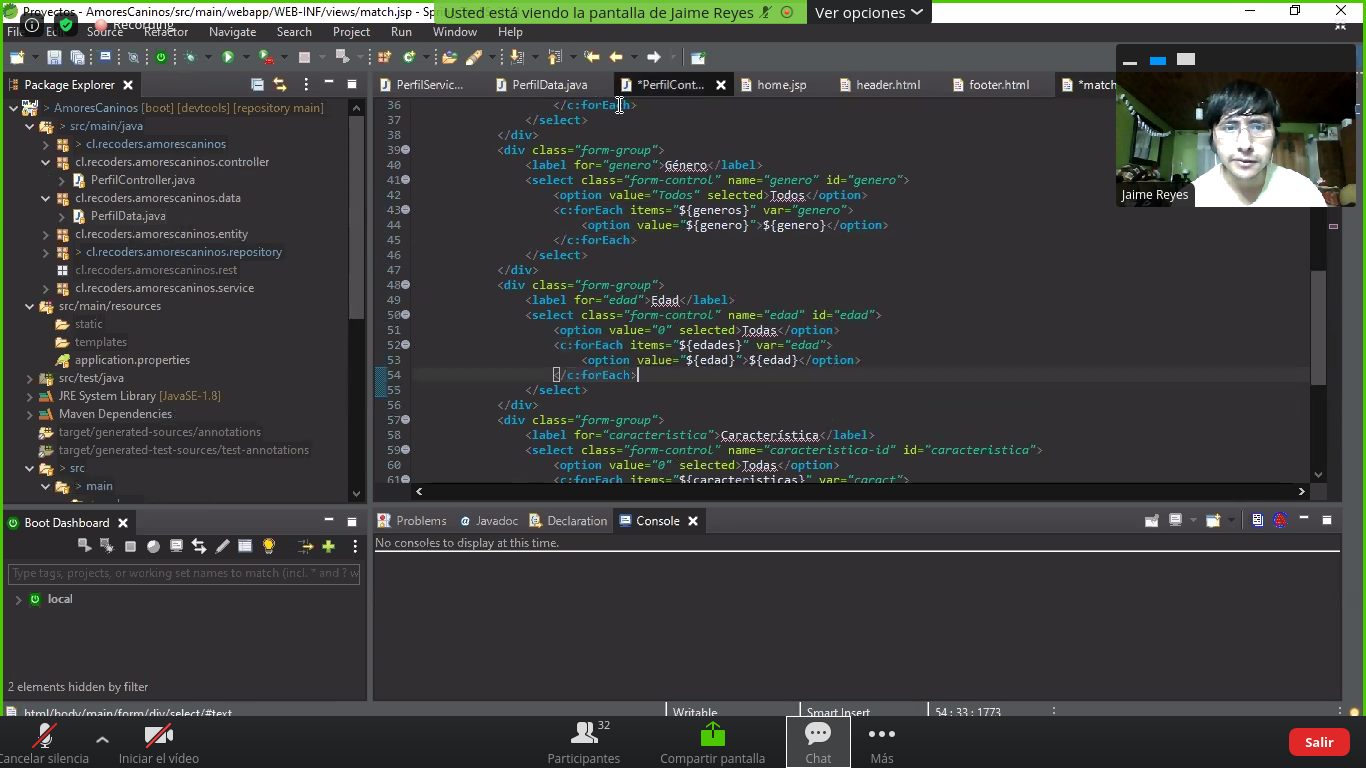 Proyectos - AmoresCaninos/src/main/webapp/WEB-INF/views/match.jsp - Sp
Usted está viendo la pantalla de Jaime Reyes
Ver opciones
Recording
Source Refactor Navigate Search Project Run Window Help
Package Explorer
PerfilServic...
PerfilData.java
*PerfilCont...
home.jsp
header.html
footer.html
*match
AmoresCaninos [boot] [devtools] [repository main]
src/main/java
cl.recoders.amorescaninos
cl.recoders.amorescaninos.controller
PerfilController.java
cl.recoders.amorescaninos.data
PerfilData.java
cl.recoders.amorescaninos.entity
cl.recoders.amorescaninos.repository
cl.recoders.amorescaninos.rest
cl.recoders.amorescaninos.service
src/main/resources
static
templates
application.properties
src/test/java
JRE System Library [JavaSE-1.8]
Maven Dependencies
target/generated-sources/annotations
target/generated-test-sources/test-annotations
src
main
36 </c:forEach>
37 </select>
38 </div>
39 <div class="form-group">
40 <label for="genero">Género</label>
41 <select class="form-control" name="genero" id="genero">
42 <option value="Todos" selected>Todos</option>
43 <c:forEach items="${generos}" var="genero">
44 <option value="${genero}">${genero}</option>
45 </c:forEach>
46 </select>
47 </div>
48 <div class="form-group">
49 <label for="edad">Edad</label>
50 <select class="form-control" name="edad" id="edad">
51 <option value="0" selected>Todas</option>
52 <c:forEach items="${edades}" var="edad">
53 <option value="${edad}">${edad}</option>
54 </c:forEach>
55 </select>
56 </div>
57 <div class="form-group">
58 <label for="caracteristica">Característica</label>
59 <select class="form-control" name="caracteristica-id" id="caracteristica">
60 <option value="0" selected>Todas</option>
61 <c:forEach items="${caracteristicas}" var="caract">
Jaime Reyes
Boot Dashboard
Type tags, projects, or working set names to match (incl. * and ? w
local
2 elements hidden by filter
Problems
Javadoc
Declaration
Console
No consoles to display at this time.
html/body/main/form/div/select/#text
Writable
Smart Insert
54 : 33 : 1773
Cancelar silencia
Iniciar el vídeo
32
Participantes
Compartir pantalla
Chat
Más
Salir